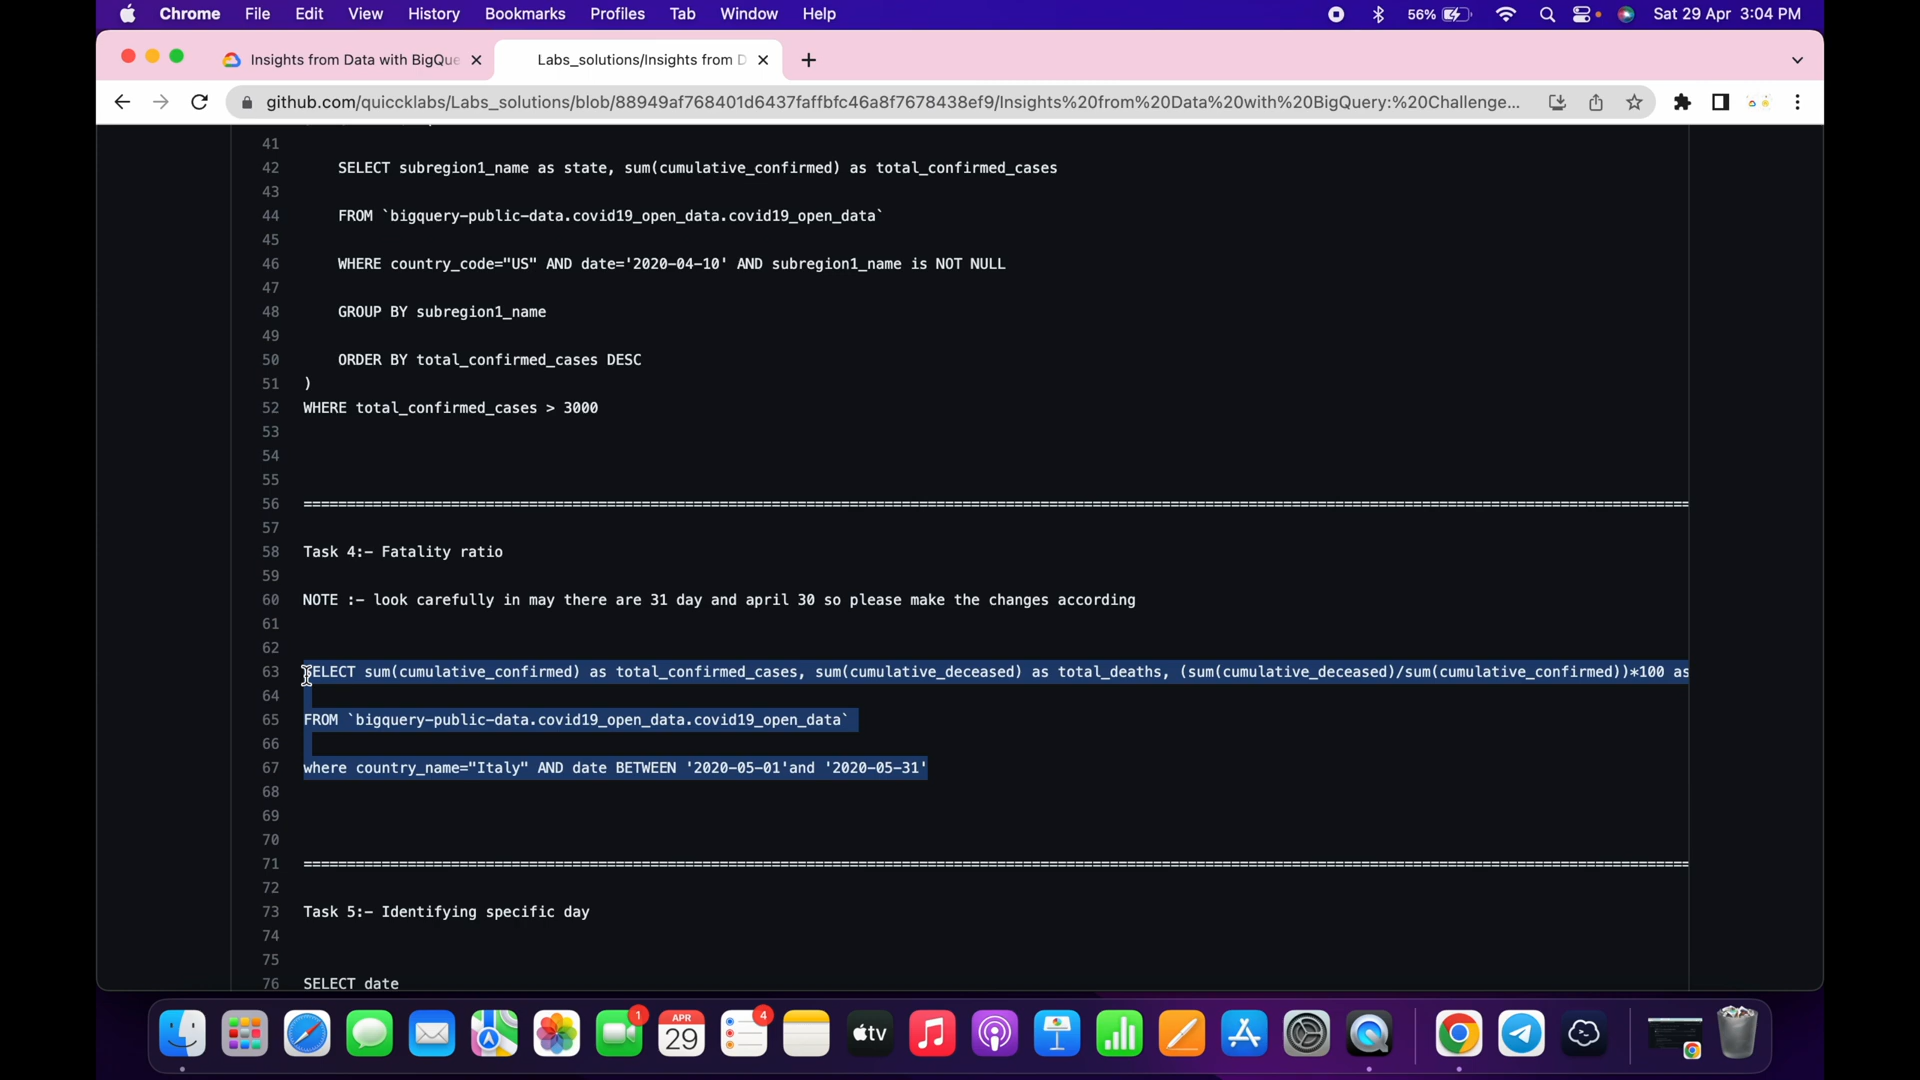 Chrome File Edit View History Bookmarks Profiles Tab Window Help 56% Sat 29 Apr 3:04 PM
Insights from Data with BigQue Labs_solutions/Insights from D
github.com/quiccklabs/Labs_solutions/blob/88949af768401d6437faffbfc46a8f7678438ef9/Insights%20from%20Data%20with%20BigQuery:%20Challenge...
41
42 SELECT subregion1_name as state, sum(cumulative_confirmed) as total_confirmed_cases
43
44 FROM `bigquery-public-data.covid19_open_data.covid19_open_data`
45
46 WHERE country_code="US" AND date='2020-04-10' AND subregion1_name is NOT NULL
47
48 GROUP BY subregion1_name
49
50 ORDER BY total_confirmed_cases DESC
51 )
52 WHERE total_confirmed_cases > 3000
53
54
55
56 ================================================================================
57
58 Task 4:- Fatality ratio
59
60 NOTE :- look carefully in may there are 31 day and april 30 so please make the changes according
61
62
63 SELECT sum(cumulative_confirmed) as total_confirmed_cases, sum(cumulative_deceased) as total_deaths, (sum(cumulative_deceased)/sum(cumulative_confirmed))*100 as
64
65 FROM `bigquery-public-data.covid19_open_data.covid19_open_data`
66
67 where country_name="Italy" AND date BETWEEN '2020-05-01'and '2020-05-31'
68
69
70
71 ================================================================================
72
73 Task 5:- Identifying specific day
74
75
76 SELECT date
1 APR 29 4 tv